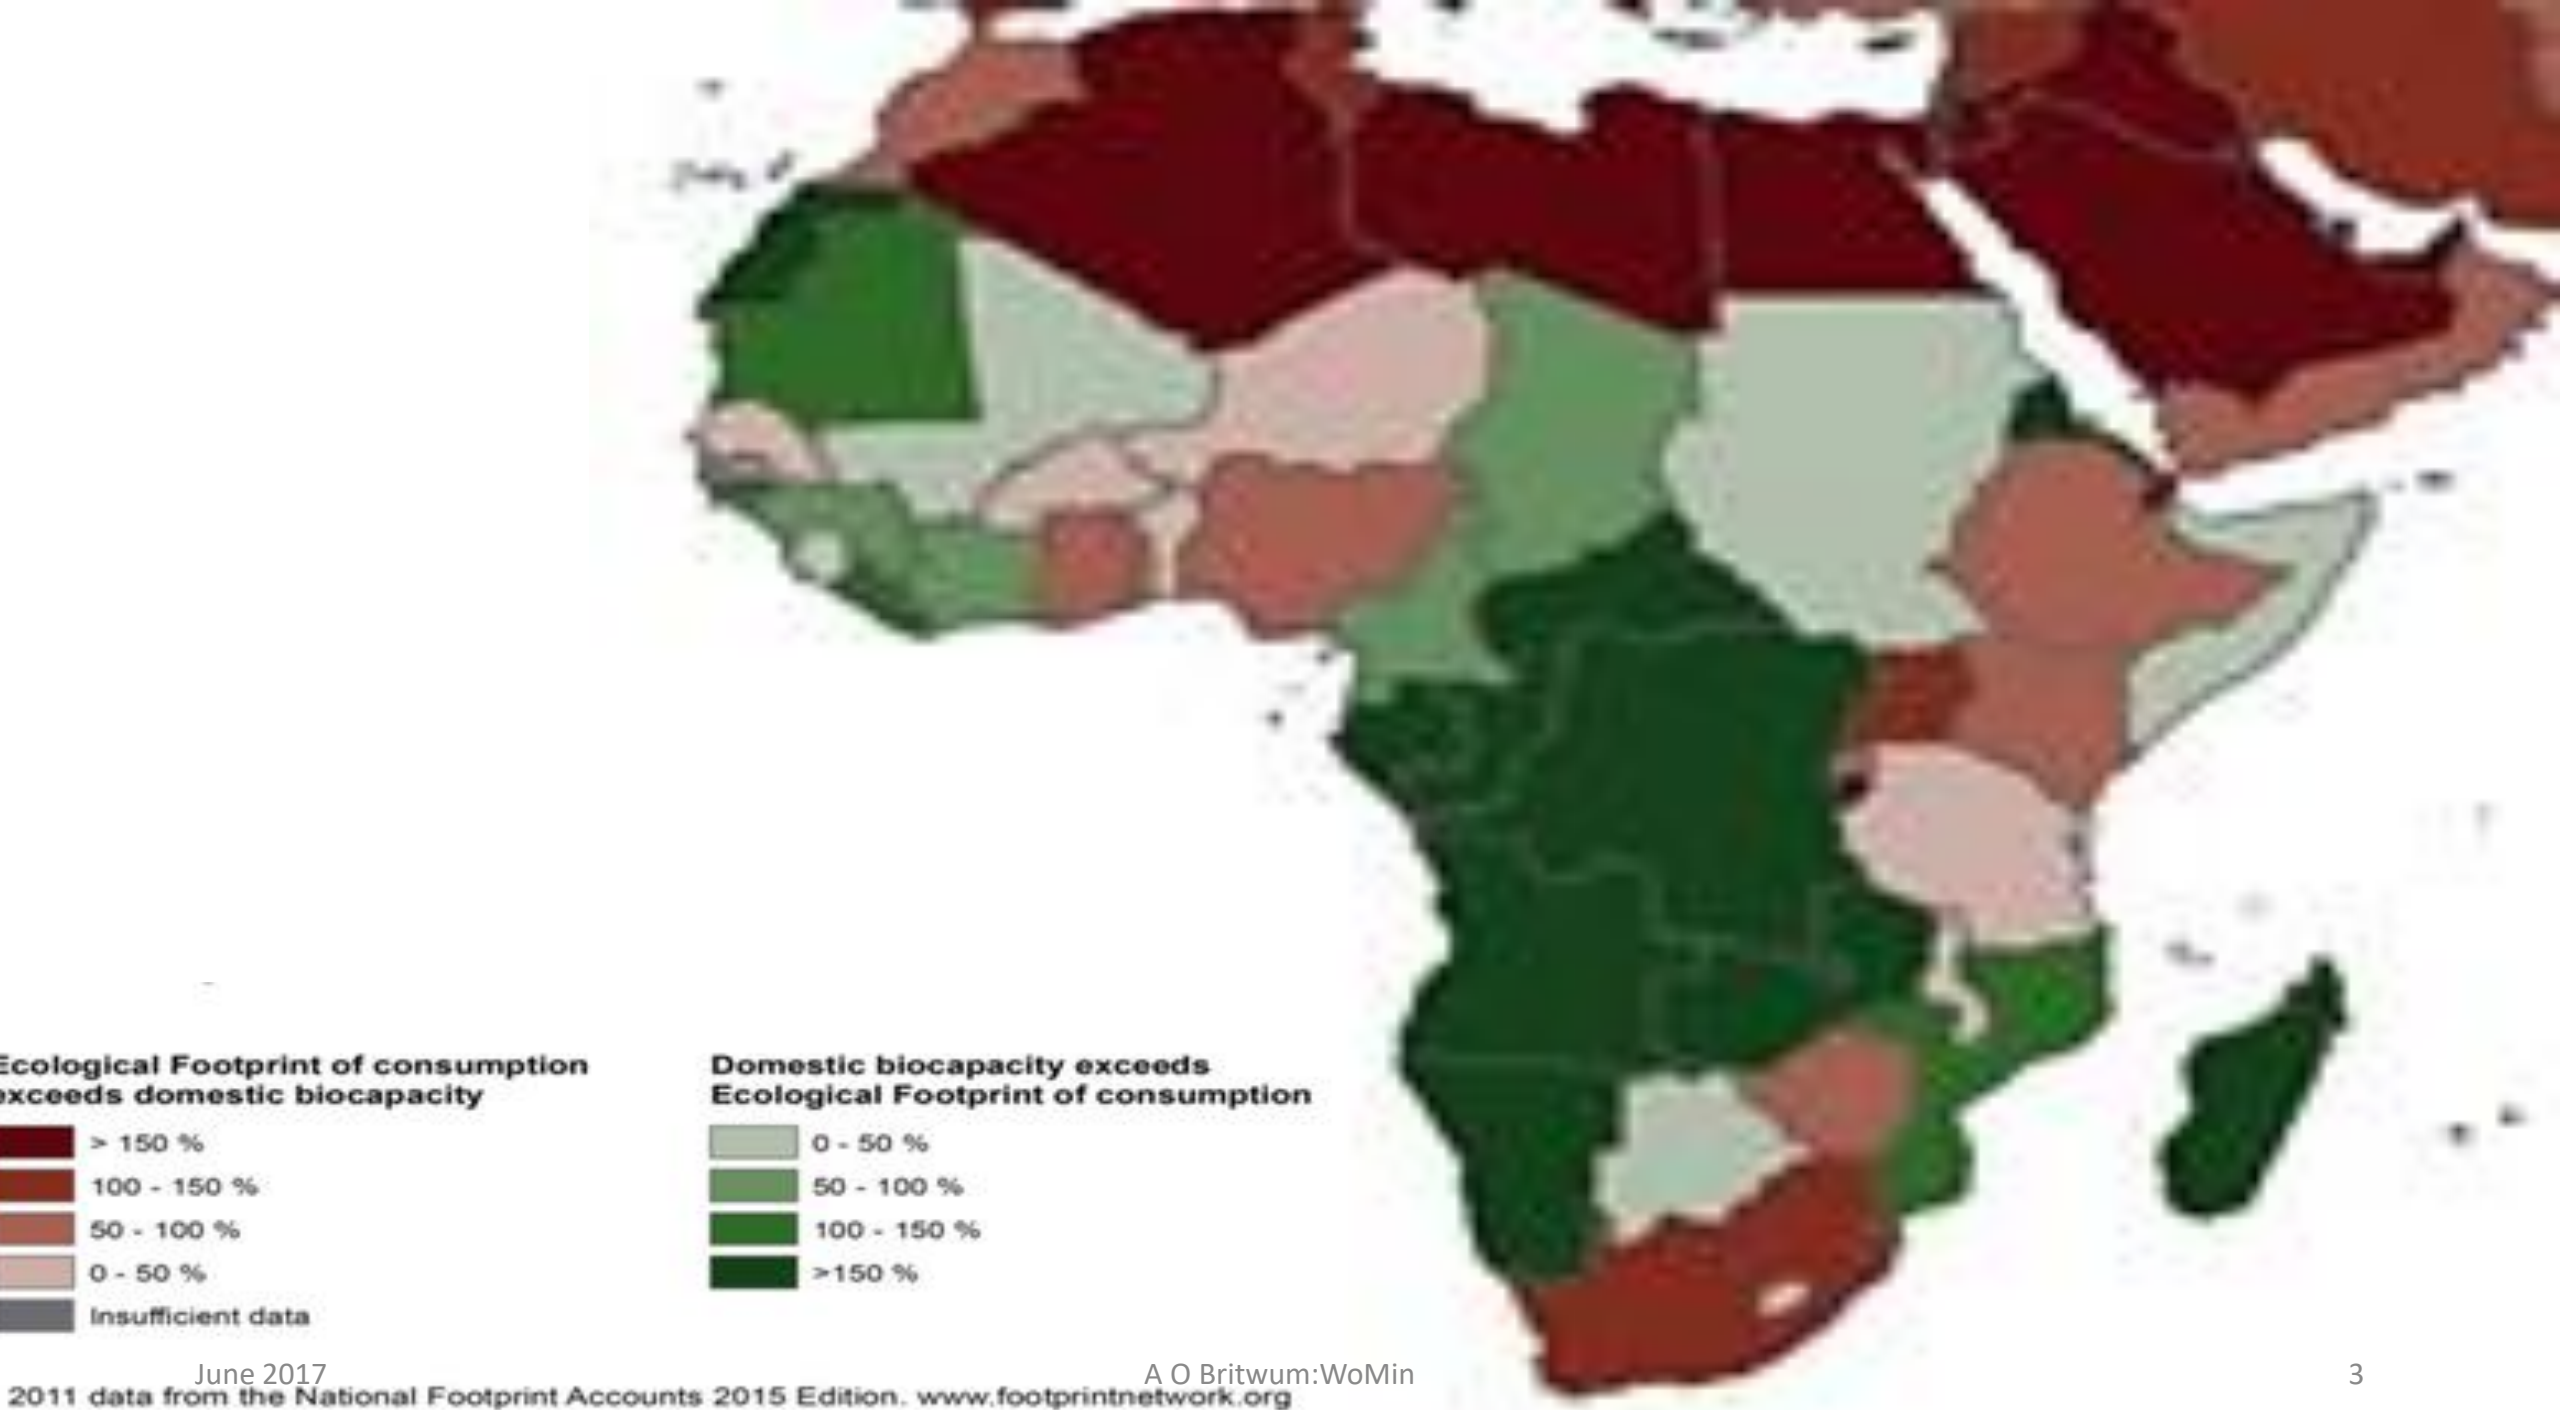 Ecological Footprint of consumption
exceeds domestic biocapacity
> 150 %
100 - 150 %
50 - 100 %
0 - 50 %
Insufficient data
Domestic biocapacity exceeds
Ecological Footprint of consumption
0 - 50 %
50 - 100 %
100 - 150 %
>150 %
June 2017
A O Britwum:WoMin
3
2011 data from the National Footprint Accounts 2015 Edition. www.footprintnetwork.org